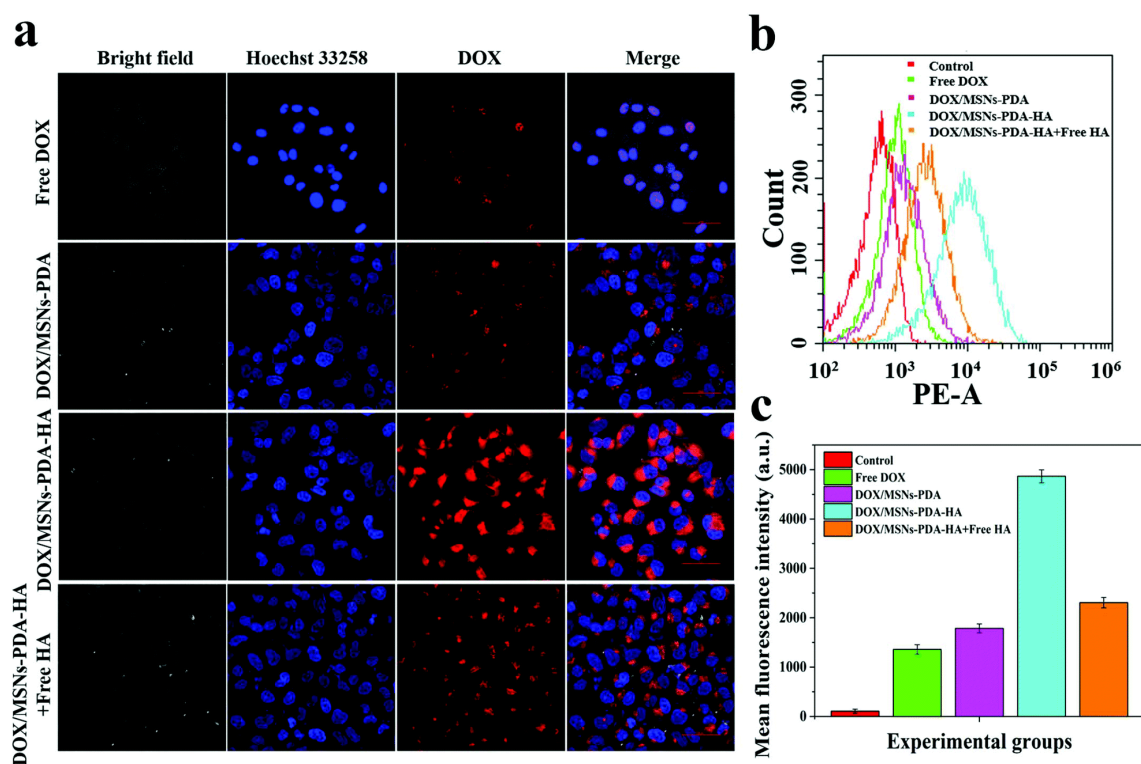 a
Bright field
Hoechst 33258
DOX
Merge
Free DOX
DOX/MSNs-PDA
DOX/MSNs-PDA-HA
DOX/MSNs-PDA-HA
+Free HA
b
Control
Free DOX
DOX/MSNs-PDA
DOX/MSNs-PDA-HA
DOX/MSNs-PDA-HA+Free HA
Count
300
200
100
0
10²
10³
10⁴
10⁵
10⁶
PE-A
c
Control
Free DOX
DOX/MSNs-PDA
DOX/MSNs-PDA-HA
DOX/MSNs-PDA-HA+Free HA
Mean fluorescence intensity (a.u.)
5000
4000
3000
2000
1000
0
Experimental groups